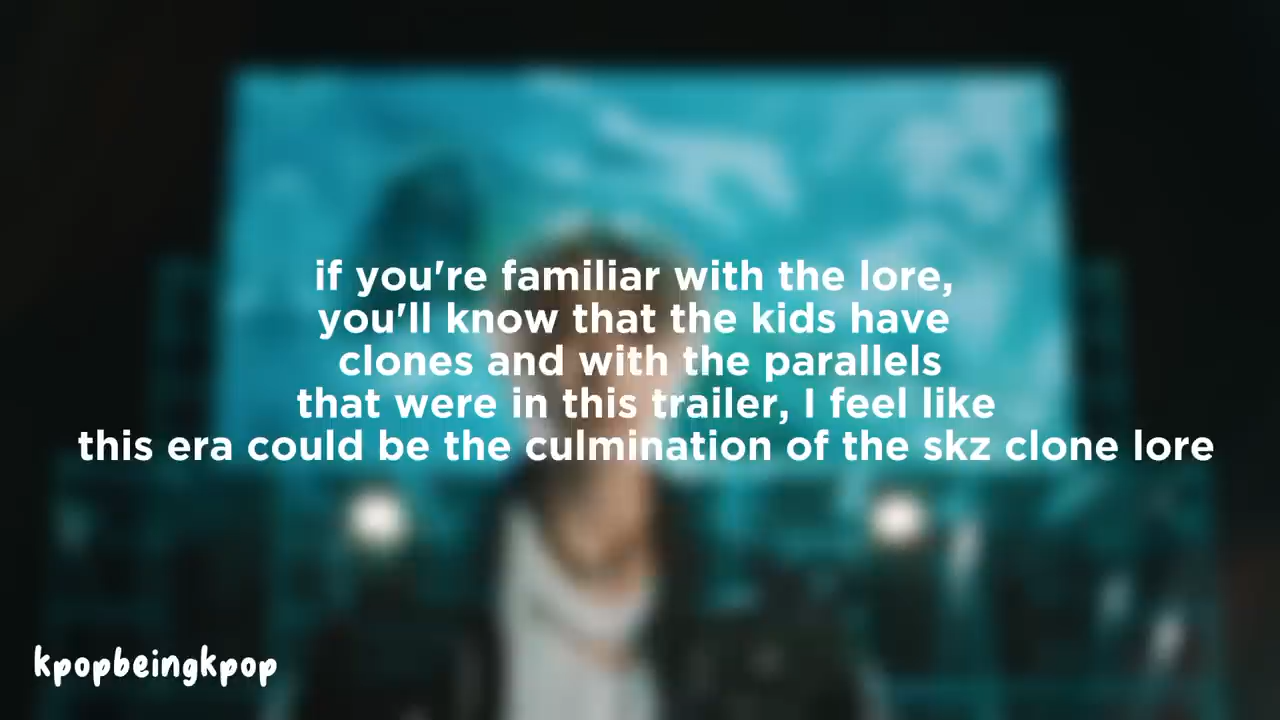 if you're familiar with the lore,
you'll know that the kids have
clones and with the parallels
that were in this trailer, I feel like
this era could be the culmination of the skz clone lore
kpopbeingkpop